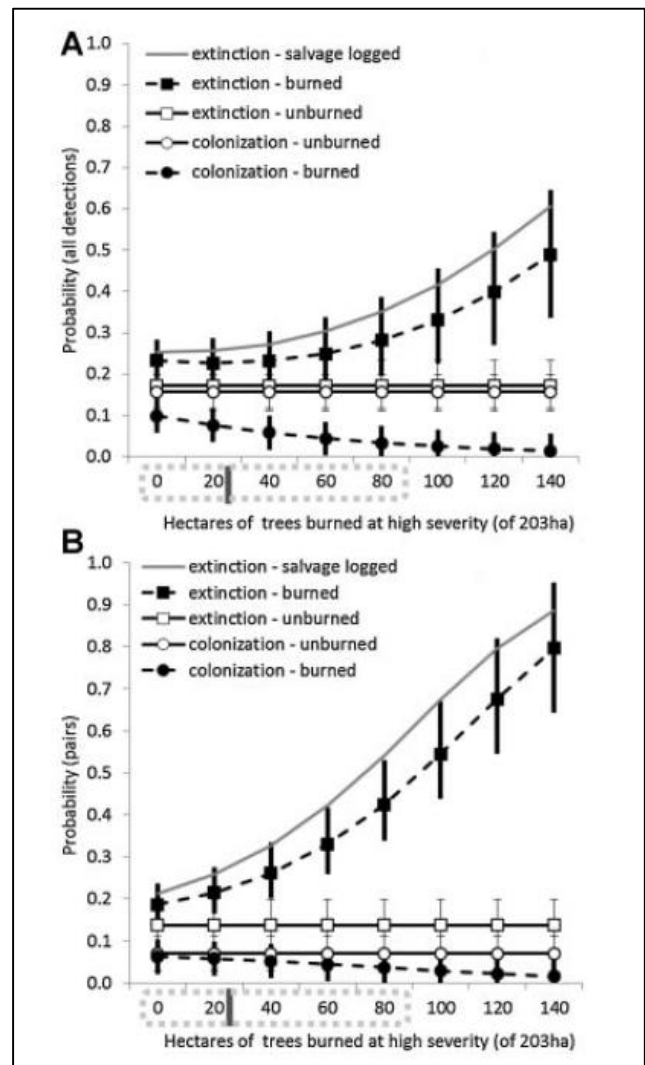 A
extinction - salvage logged
extinction - burned
extinction - unburned
colonization - unburned
colonization - burned
1.0
0.9
0.8
0.7
0.6
0.5
0.4
0.3
0.2
0.1
0.0
Probability (all detections)
0 20 40 60 80 100 120 140
Hectares of trees burned at high severity (of 203ha)
B
extinction - salvage logged
extinction - burned
extinction - unburned
colonization - unburned
colonization - burned
1.0
0.9
0.8
0.7
0.6
0.5
0.4
0.3
0.2
0.1
0.0
Probability (pairs)
0 20 40 60 80 100 120 140
Hectares of trees burned at high severity (of 203ha)